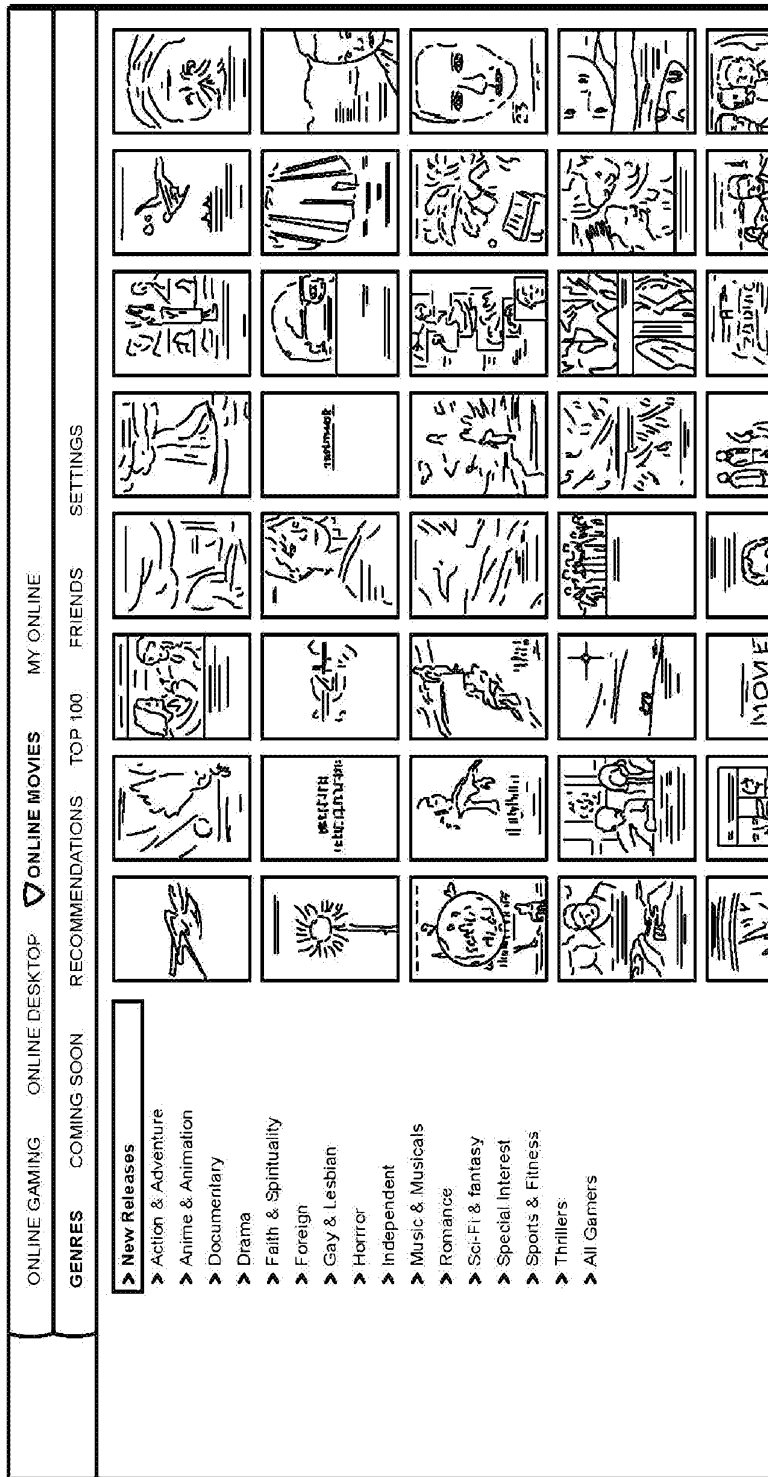 ONLINE GAMING ONLINE DESKTOP ONLINE MOVIES MY ONLINE
GENRES COMING SOON RECOMMENDATIONS TOP 100 FRIENDS SETTINGS
> New Releases
> Action & Adventure
> Anime & Animation
> Documentary
> Drama
> Faith & Spirituality
> Foreign
> Gay & Lesbian
> Horrror
> Independent
> Music & Musicals
> Romance
> Sci-Fi & fantasy
> Special Interest
> Sports & Fitness
> Thrillers
> All Gamers
23
MOVIE